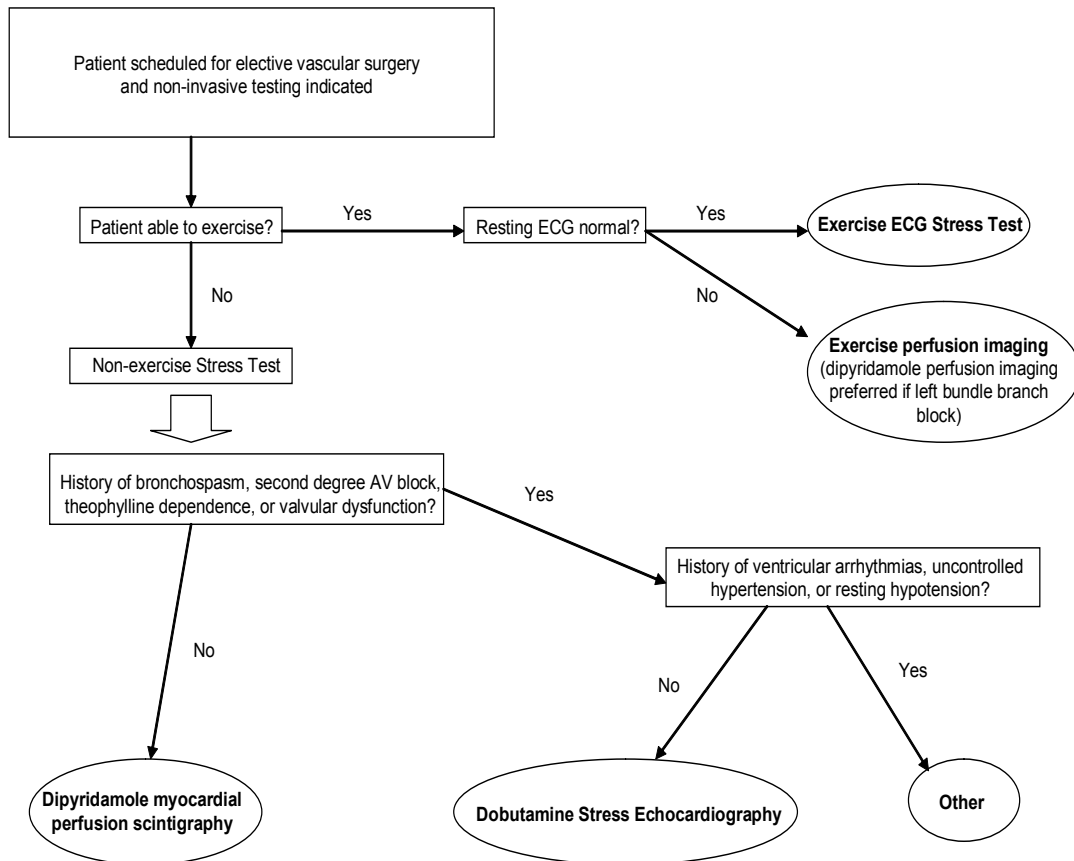 Patient scheduled for elective vascular surgery
and non-invasive testing indicated
Patient able to exercise?
Yes
Resting ECG normal?
Yes
Exercise ECG Stress Test
No
No
Exercise perfusion imaging
(dipyridamole perfusion imaging
preferred if left bundle branch
block)
Non-exercise Stress Test
History of bronchospasm, second degree AV block,
theophylline dependence, or valvular dysfunction?
Yes
History of ventricular arrhythmias, uncontrolled
hypertension, or resting hypotension?
No
No
Yes
Dipyridamole myocardial
perfusion scintigraphy
Dobutamine Stress Echocardiography
Other